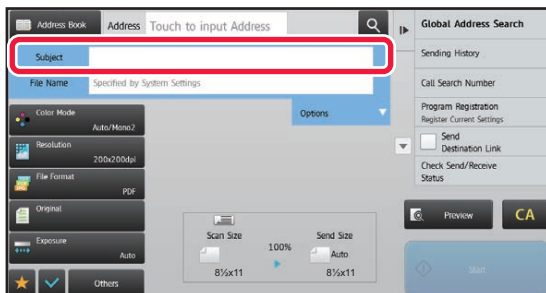 Address Book
Address
Touch to input Address
Subject
File Name
Specified by System Settings
Color Mode
Auto/Mono2
Resolution
200x200dpi
File Format
PDF
Original
Exposure
Auto
Others
Options
Scan Size
100%
Send Size
Auto
8½x11
8½x11
Global Address Search
Sending History
Call Search Number
Program Registration
Register Current Settings
Send
Destination Link
Check Send/Receive
Status
Preview
CA
Start